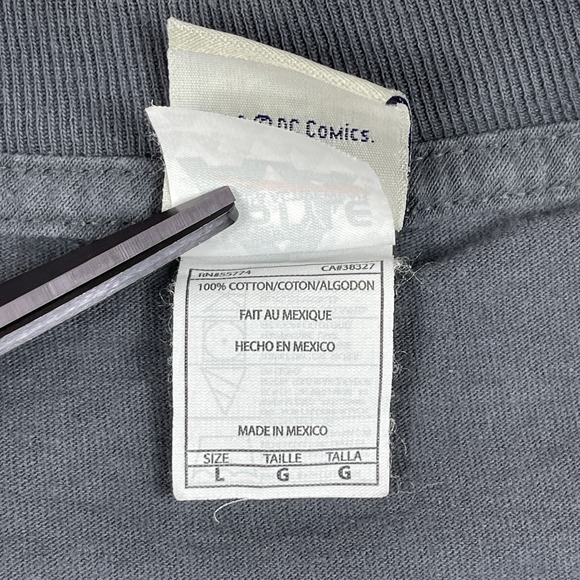 ® DC Comics.
STYLE
RN#55774 CA#38327
100% COTTON/COTON/ALGODON
FAIT AU MEXIQUE
HECHO EN MEXICO
MADE IN MEXICO
SIZE TAILLE TALLA
L G G